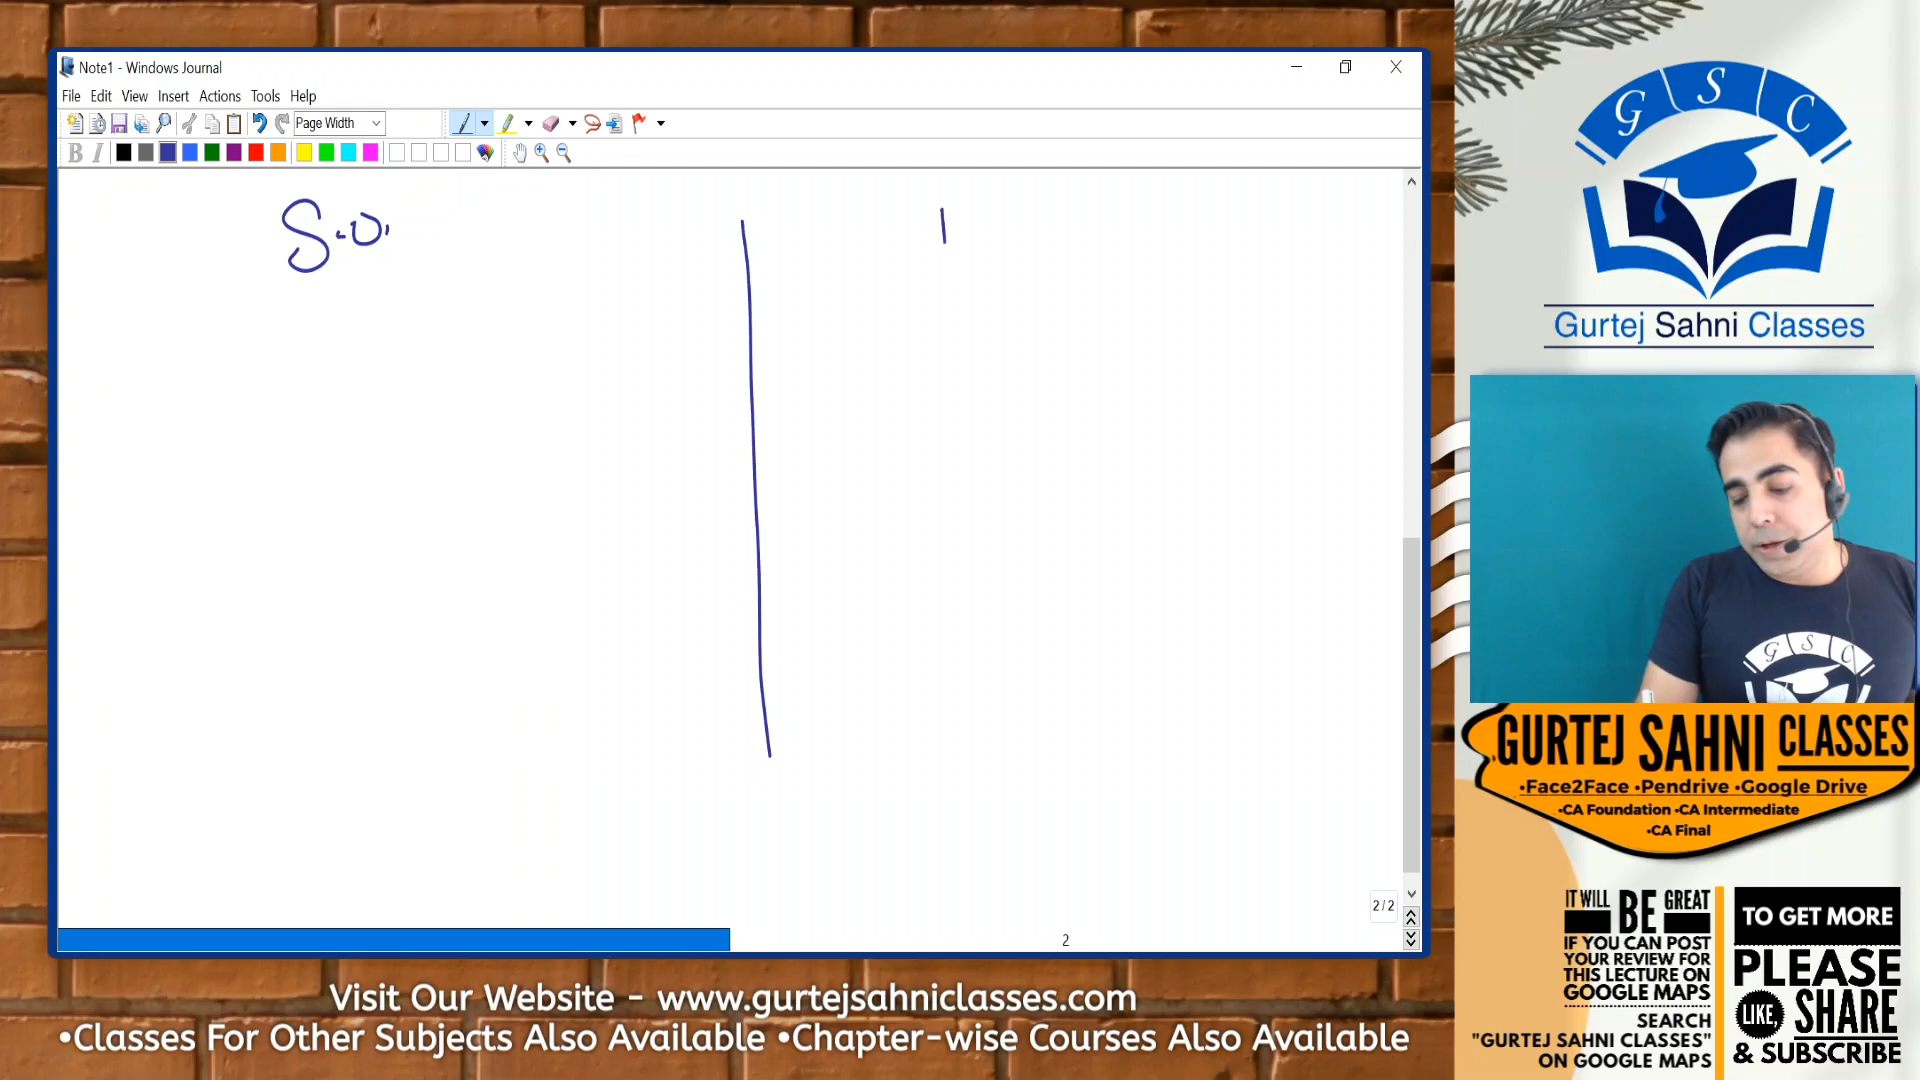 Note1 - Windows Journal
File Edit View Insert Actions Tools Help
Page Width
B I
S.O.
2 / 2
2
G S C
Gurtej Sahni Classes
G S C
GURTEJ SAHNI CLASSES
•Face2Face •Pendrive •Google Drive
•CA Foundation •CA Intermediate
•CA Final
IT WILL BE GREAT
IF YOU CAN POST
YOUR REVIEW FOR
THIS LECTURE ON
GOOGLE MAPS
SEARCH
"GURTEJ SAHNI CLASSES"
ON GOOGLE MAPS
TO GET MORE
PLEASE
LIKE, SHARE
& SUBSCRIBE
Visit Our Website - www.gurtejsahniclasses.com
•Classes For Other Subjects Also Available •Chapter-wise Courses Also Available